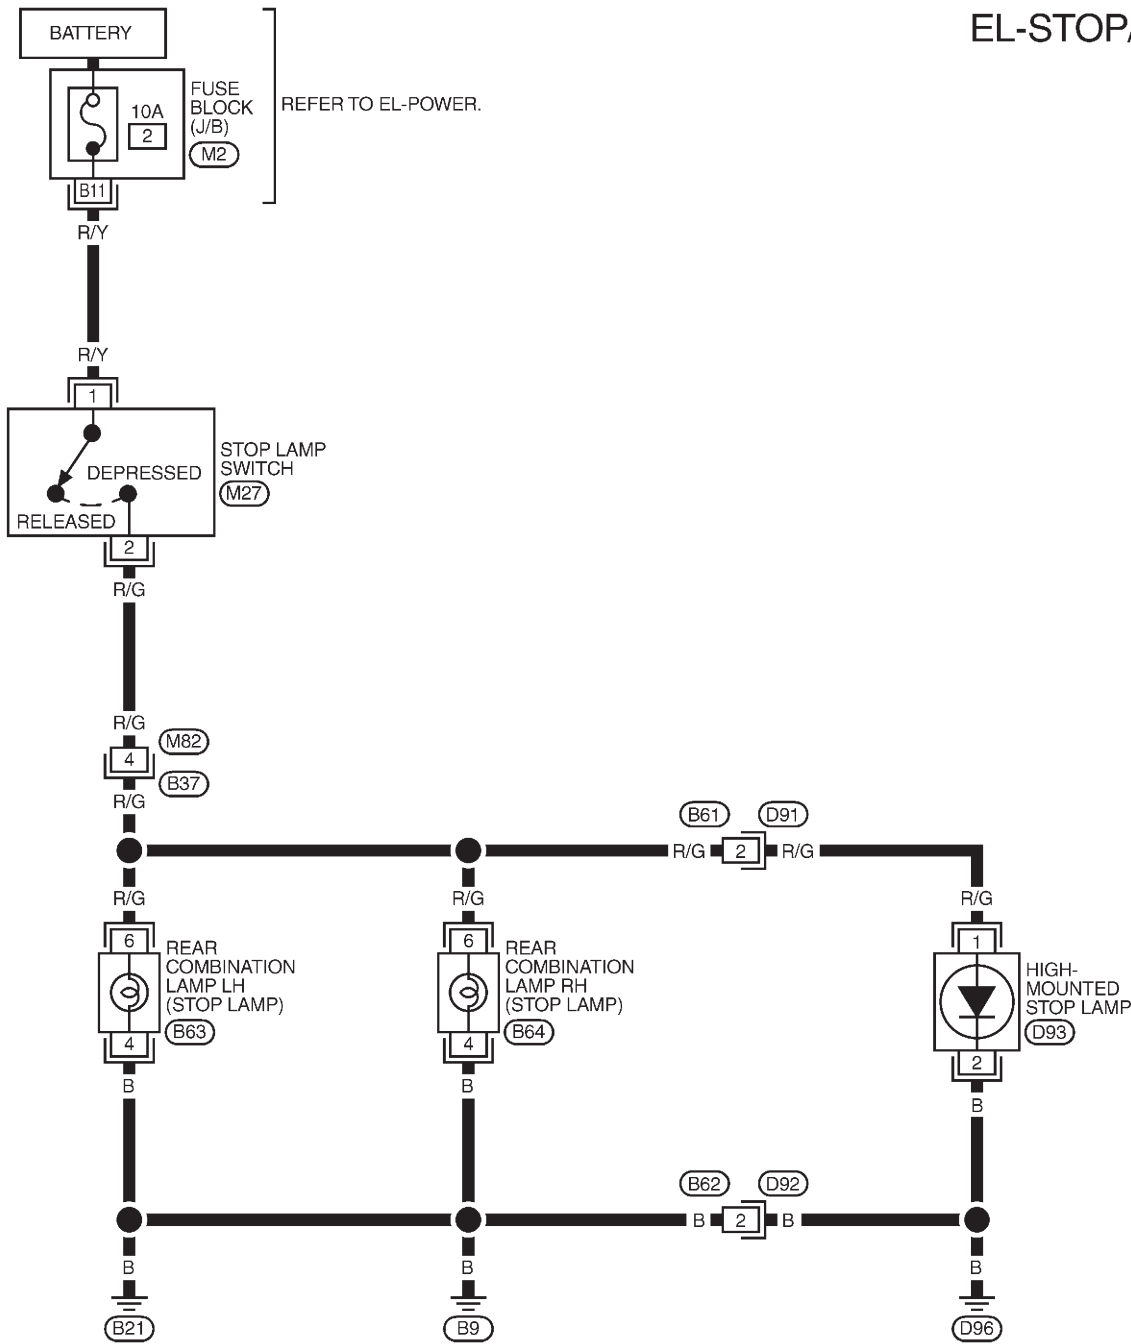 EL-STOP/
BATTERY
FUSE
BLOCK
(J/B)
M2
10A
2
REFER TO EL-POWER.
B11
R/Y
R/Y
1
STOP LAMP
SWITCH
M27
DEPRESSED
RELEASED
2
R/G
R/G
M82
4
B37
R/G
B61
D91
R/G
2
R/G
R/G
R/G
R/G
6
REAR
COMBINATION
LAMP LH
(STOP LAMP)
B63
4
B
6
REAR
COMBINATION
LAMP RH
(STOP LAMP)
B64
4
B
1
HIGH-
MOUNTED
STOP LAMP
D93
2
B
B62
D92
B
2
B
B
B
B
B21
B9
D96